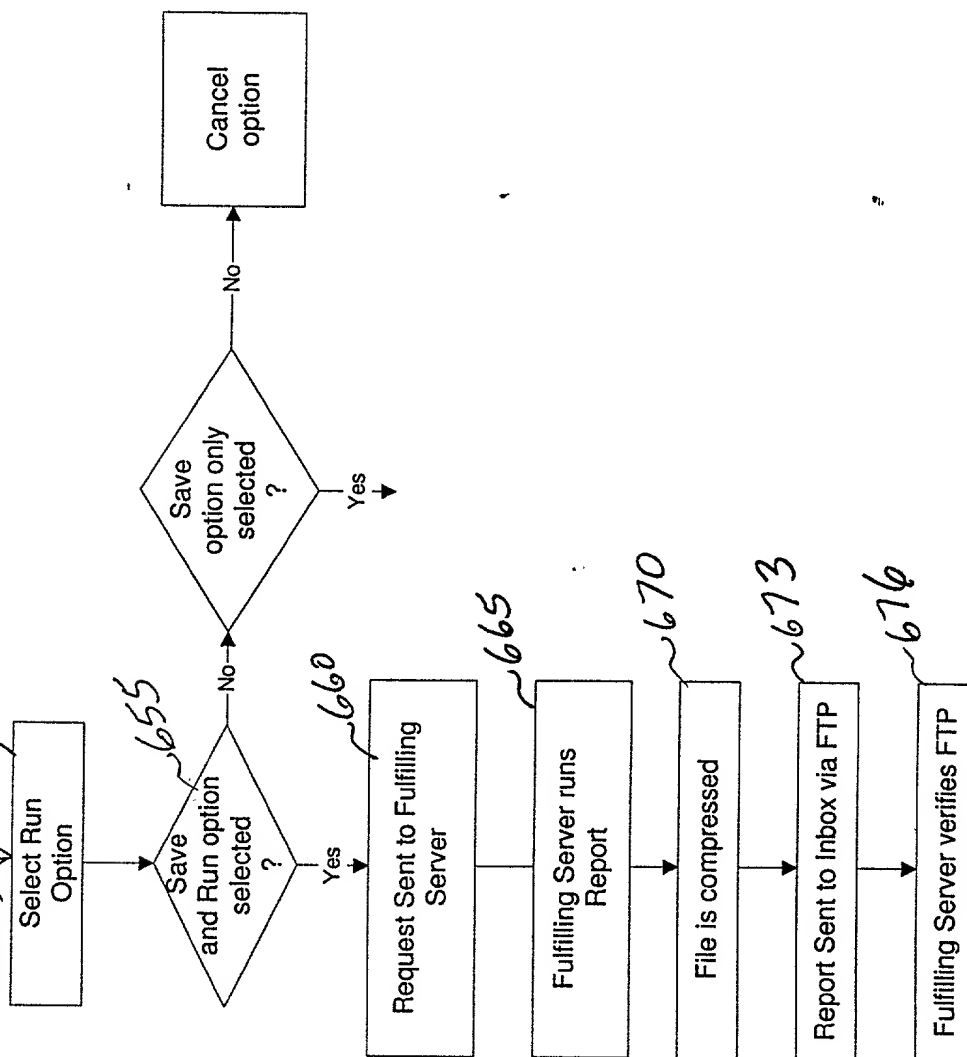 Select Run
Option
Save
and Run option
selected
?
655
No
Save
option only
selected
?
No
Cancel
option
Yes
Yes
660
Request Sent to Fulfilling
Server
665
Fulfilling Server runs
Report
670
File is compressed
673
Report Sent to Inbox via FTP
676
Fulfilling Server verifies FTP